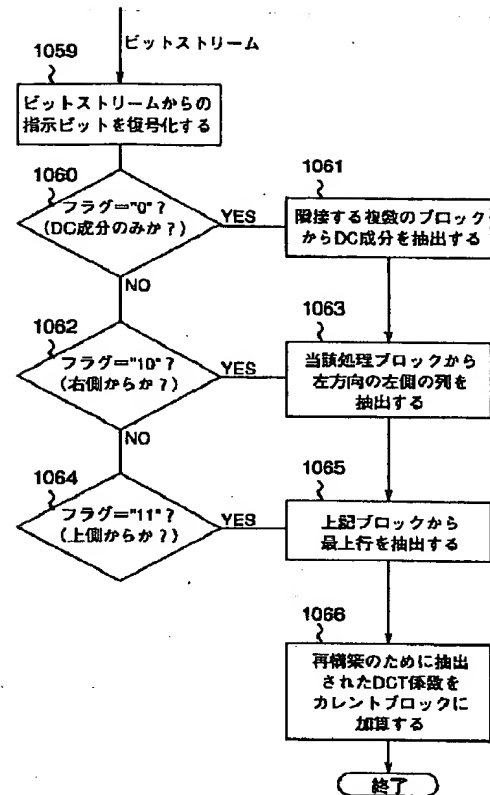 ビットストリーム
1059
ビットストリームからの
指示ビットを復号化する
1060
フラグ="0"?
(DC成分のみか?)
YES
NO
1061
隣接する複数のブロック
からDC成分を抽出する
1062
フラグ="10"?
(右側からか?)
YES
NO
1063
当該処理ブロックから
左方向の左側の列を
抽出する
1064
フラグ="11"?
(上側からか?)
YES
1065
上記ブロックから
最上行を抽出する
1066
再構築のために抽出
されたDCT係数を
カレントブロックに
加算する
終了